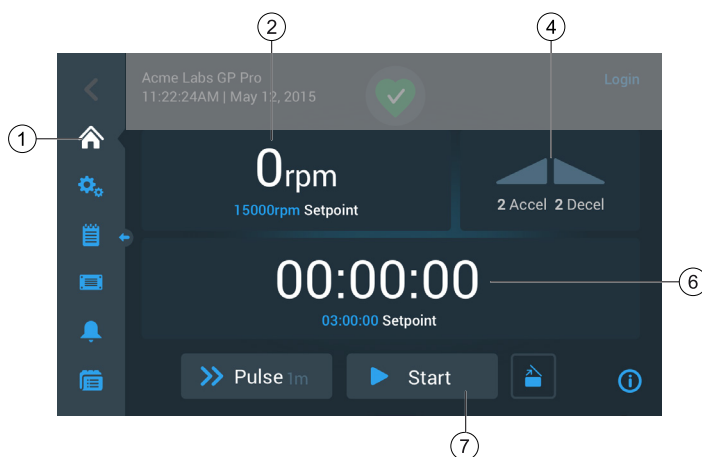 2
4
Acme Labs GP Pro
Login
11:22:24AM | May 12, 2015
1
0rpm
15000rpm Setpoint
2 Accel 2 Decel
00:00:00
6
03:00:00 Setpoint
Pulse 1m
Start
7